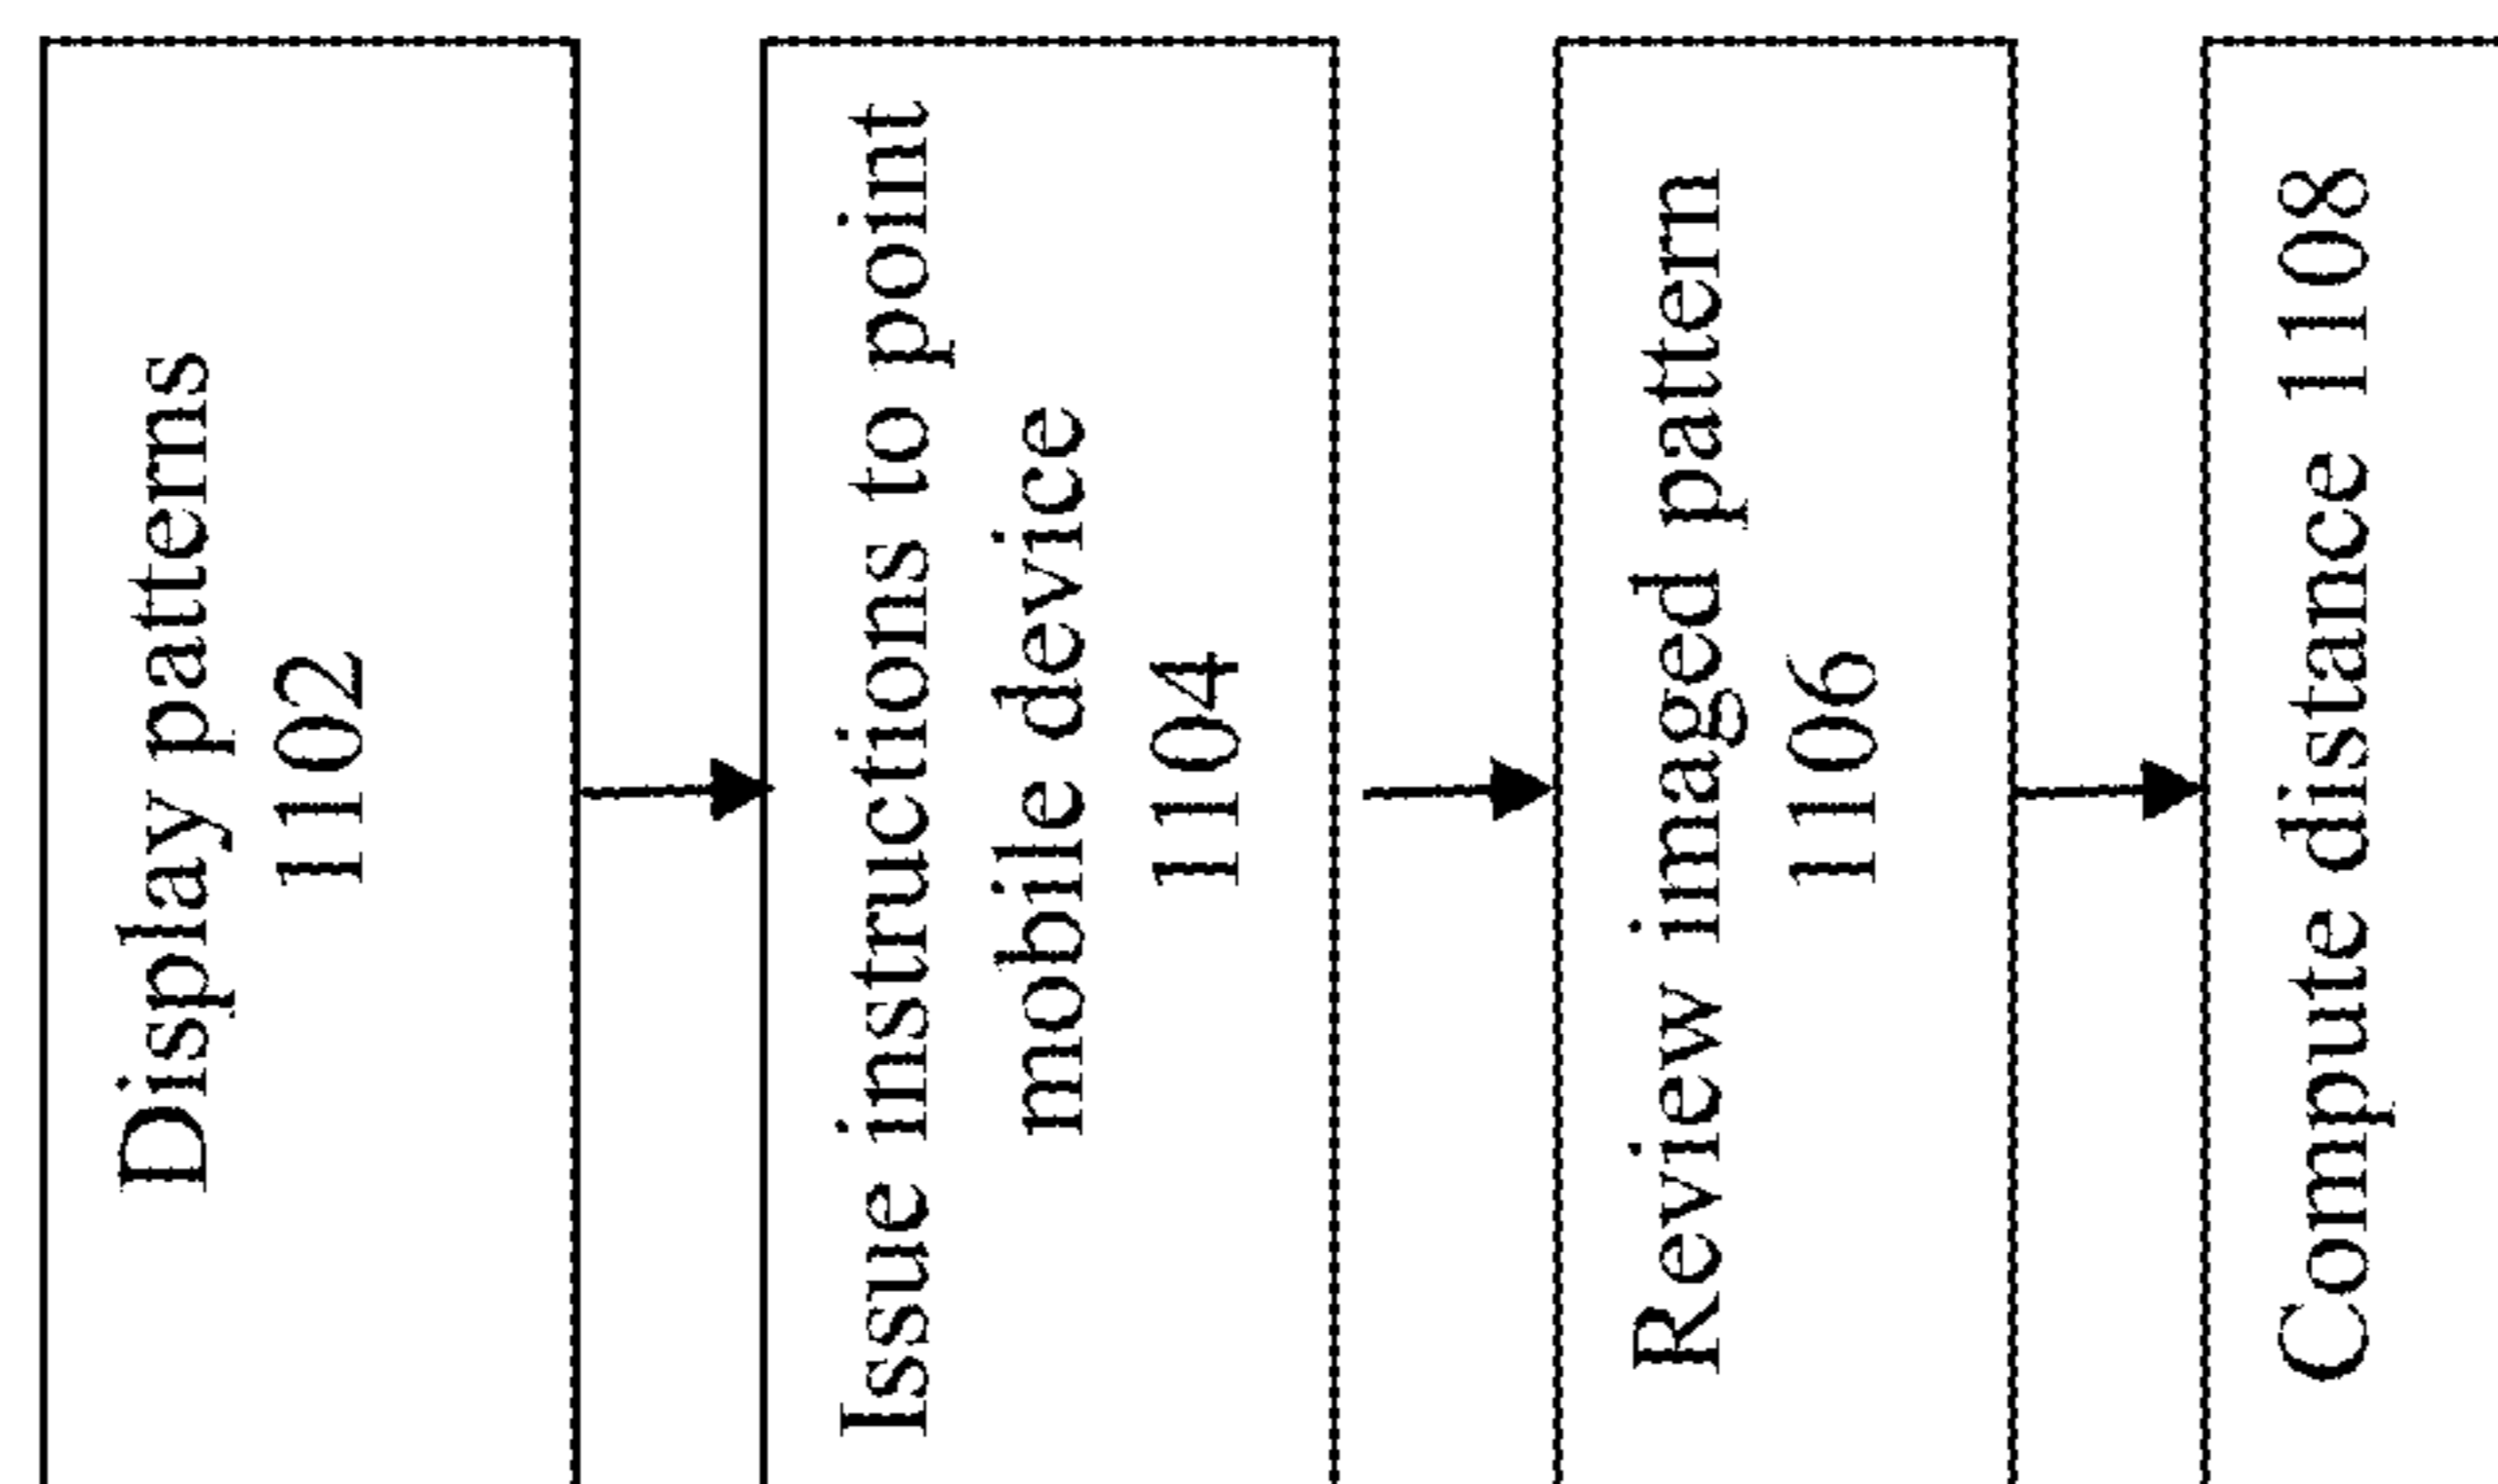 Display patterns
1102
Issue instructions to point
mobile device
1104
Review imaged pattern
1106
Compute distance 1108